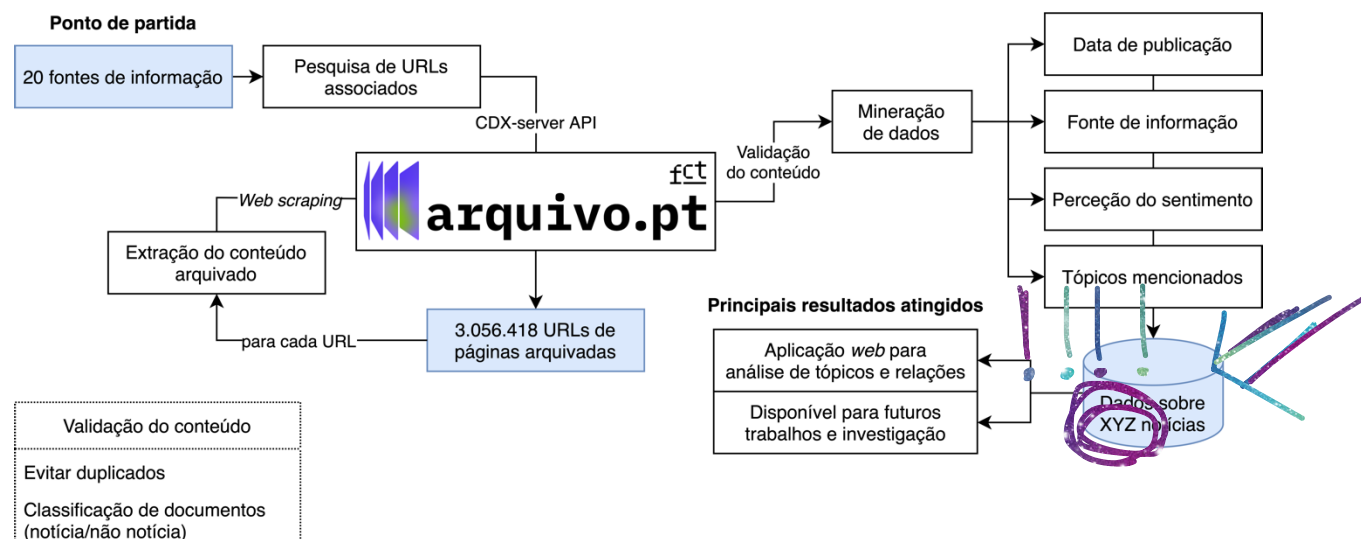 Ponto de partida
20 fontes de informação
Pesquisa de URLs
associados
CDX-server API
fct
arquivo.pt
Web scraping
Extração do conteúdo
arquivado
para cada URL
3.056.418 URLs de
páginas arquivadas
Validação
do conteúdo
Mineração
de dados
Data de publicação
Fonte de informação
Perceção do sentimento
Tópicos mencionados
Dados sobre
XYZ notícias
Principais resultados atingidos
Aplicação web para
análise de tópicos e relações
Disponível para futuros
trabalhos e investigação
Validação do conteúdo
Evitar duplicados
Classificação de documentos
(notícia/não notícia)